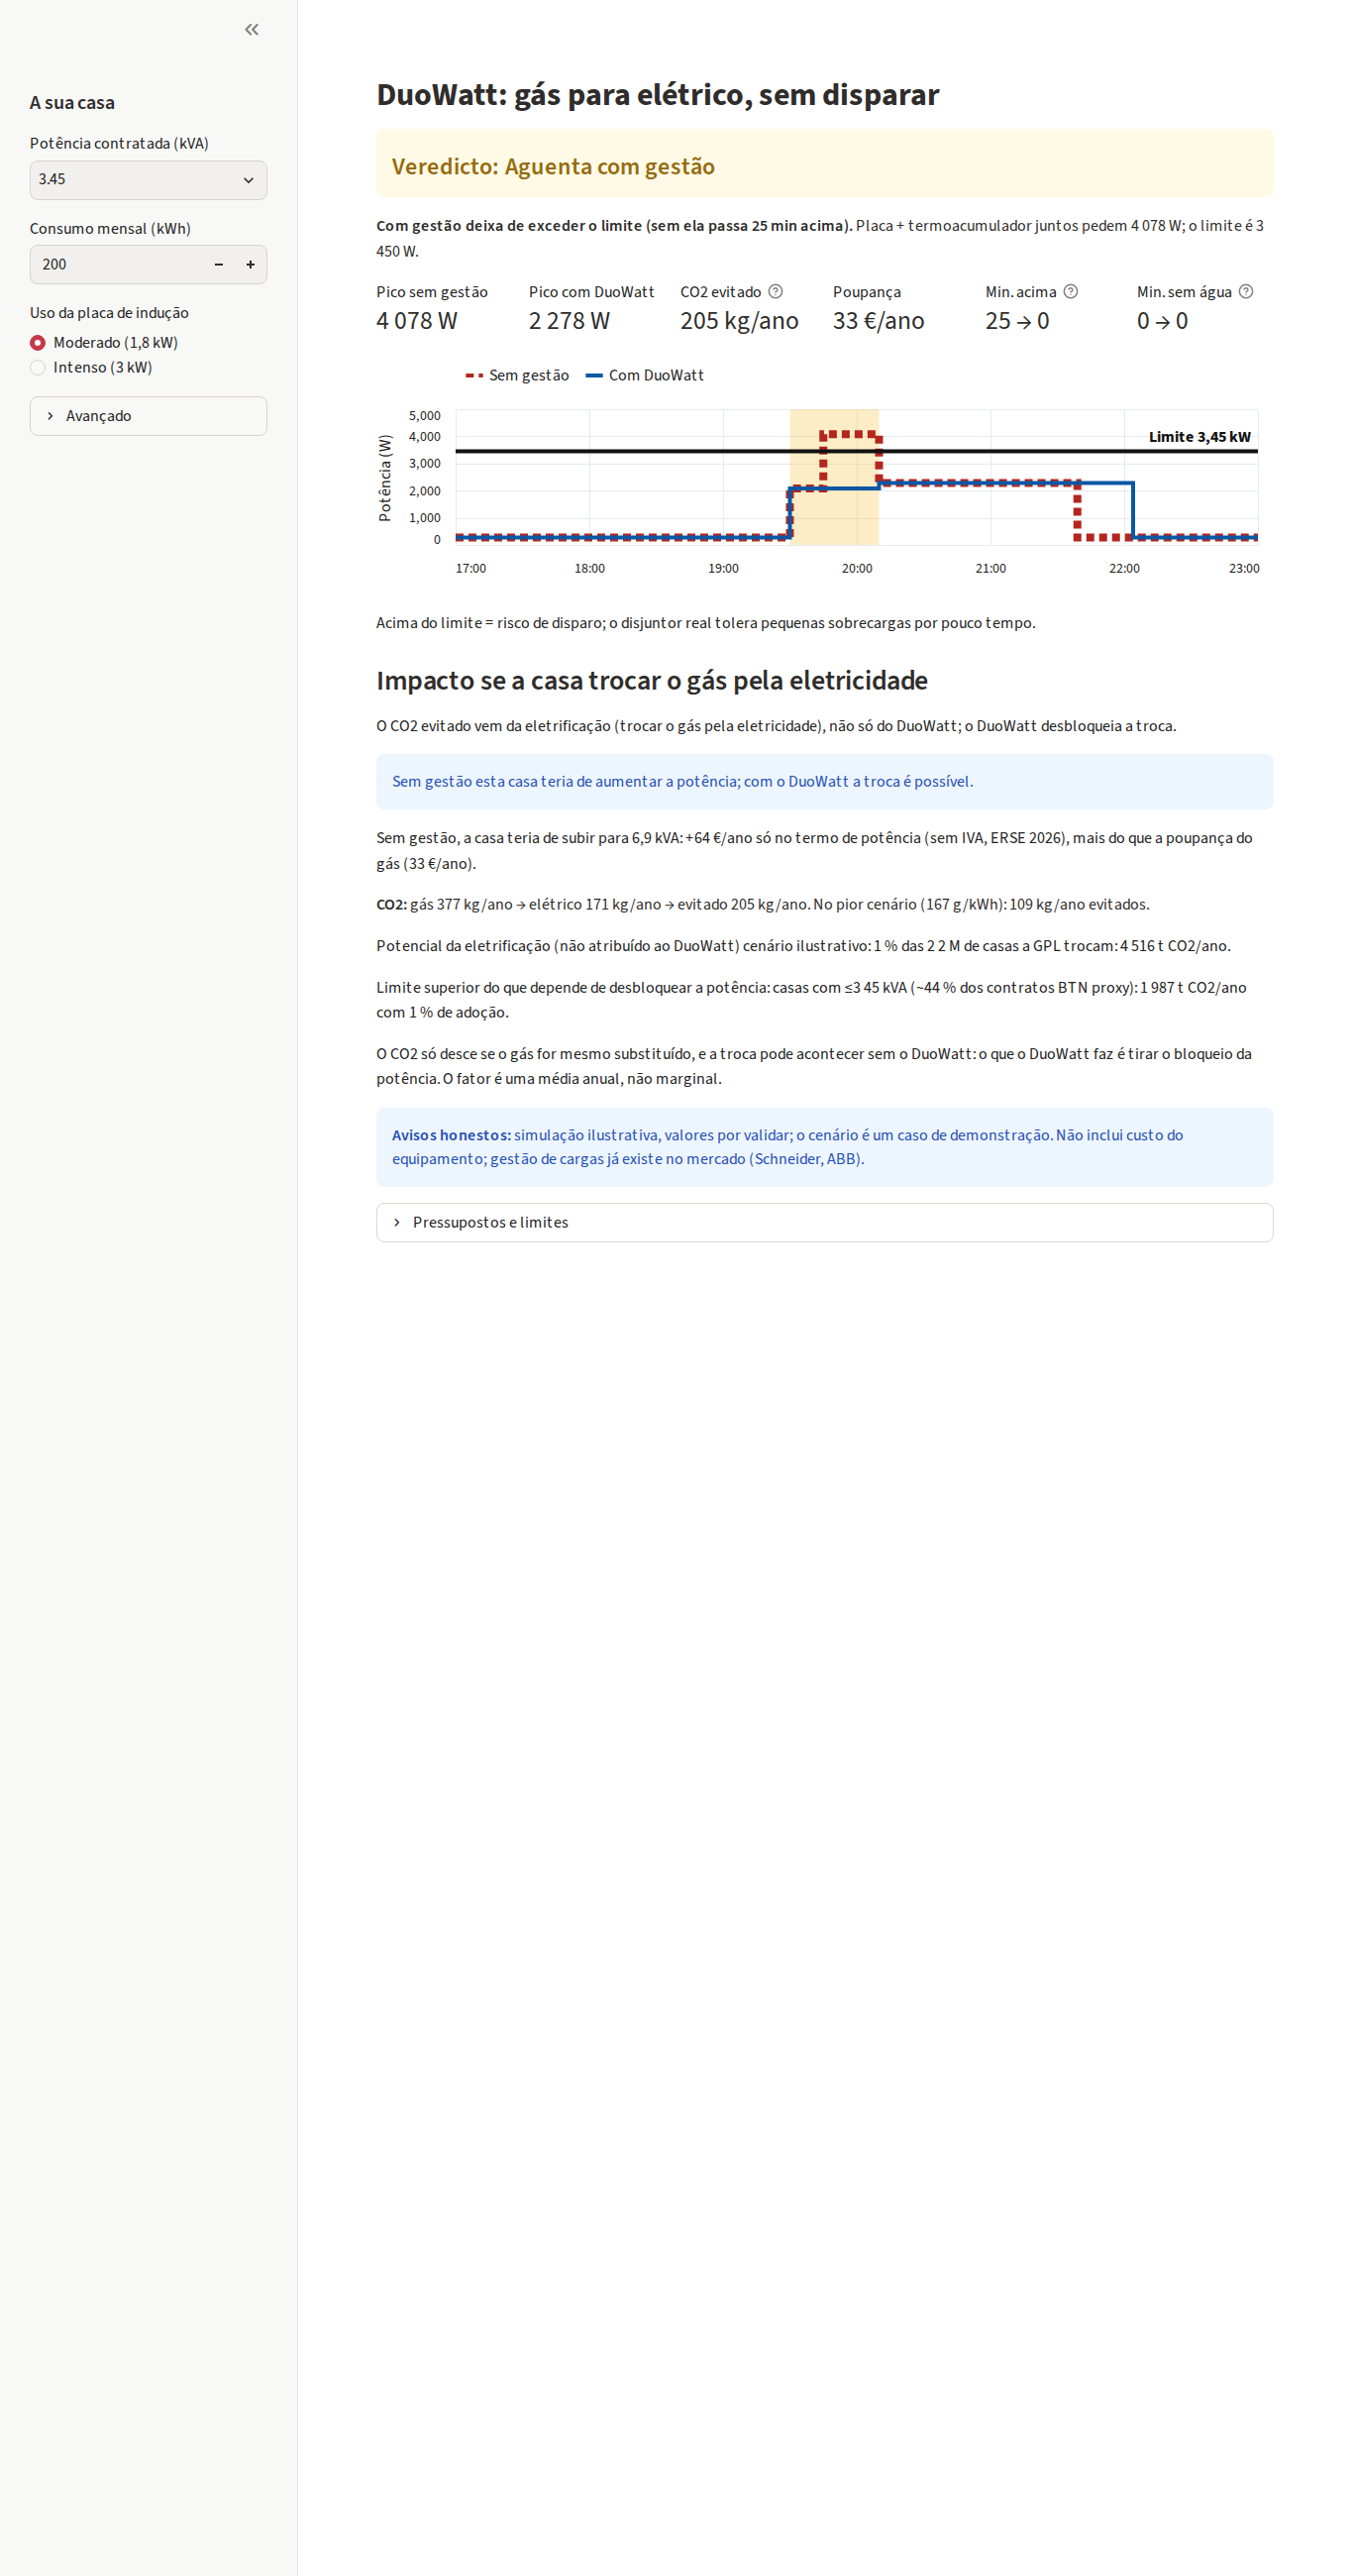 A sua casa
Potência contratada (kVA)
3.45
Consumo mensal (kWh)
200
Uso da placa de indução
Moderado (1,8 kW)
Intenso (3 kW)
Avançado
DuoWatt: gás para elétrico, sem disparar
Veredicto: Aguenta com gestão
Com gestão deixa de exceder o limite (sem ela passa 25 min acima). Placa + termoacumulador juntos pedem 4 078 W; o limite é 3
450 W.
Pico sem gestão
4 078 W
Pico com DuoWatt
2 278 W
CO2 evitado
205 kg/ano
Poupança
33 €/ano
Min. acima
25 → 0
Min. sem água
0 → 0
Sem gestão
Com DuoWatt
Potência (W)
5,000
4,000
3,000
2,000
1,000
0
Limite 3,45 kW
17:00
18:00
19:00
20:00
21:00
22:00
23:00
Acima do limite = risco de disparo; o disjuntor real tolera pequenas sobrecargas por pouco tempo.
Impacto se a casa trocar o gás pela eletricidade
O CO2 evitado vem da eletrificação (trocar o gás pela eletricidade), não só do DuoWatt; o DuoWatt desbloqueia a troca.
Sem gestão esta casa teria de aumentar a potência; com o DuoWatt a troca é possível.
Sem gestão, a casa teria de subir para 6,9 kVA: +64 €/ano só no termo de potência (sem IVA, ERSE 2026), mais do que a poupança do
gás (33 €/ano).
CO2: gás 377 kg/ano → elétrico 171 kg/ano → evitado 205 kg/ano. No pior cenário (167 g/kWh): 109 kg/ano evitados.
Potencial da eletrificação (não atribuído ao DuoWatt) cenário ilustrativo: 1 % das 2 2 M de casas a GPL trocam: 4 516 t CO2/ano.
Limite superior do que depende de desbloquear a potência: casas com ≤3 45 kVA (~44 % dos contratos BTN proxy): 1 987 t CO2/ano
com 1 % de adoção.
O CO2 só desce se o gás for mesmo substituído, e a troca pode acontecer sem o DuoWatt: o que o DuoWatt faz é tirar o bloqueio da
potência. O fator é uma média anual, não marginal.
Avisos honestos: simulação ilustrativa, valores por validar; o cenário é um caso de demonstração. Não inclui custo do
equipamento; gestão de cargas já existe no mercado (Schneider, ABB).
Pressupostos e limites